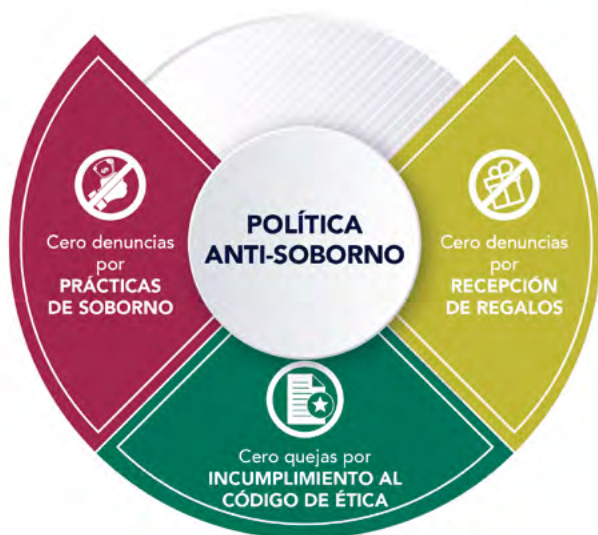 POLÍTICA
ANTI-SOBORNO
Cero denuncias
por
PRÁCTICAS
DE SOBORNO
Cero quejas por
INCUMPLIMIENTO AL
CÓDIGO DE ÉTICA
Cero denuncias
por
RECEPCIÓN
DE REGALOS